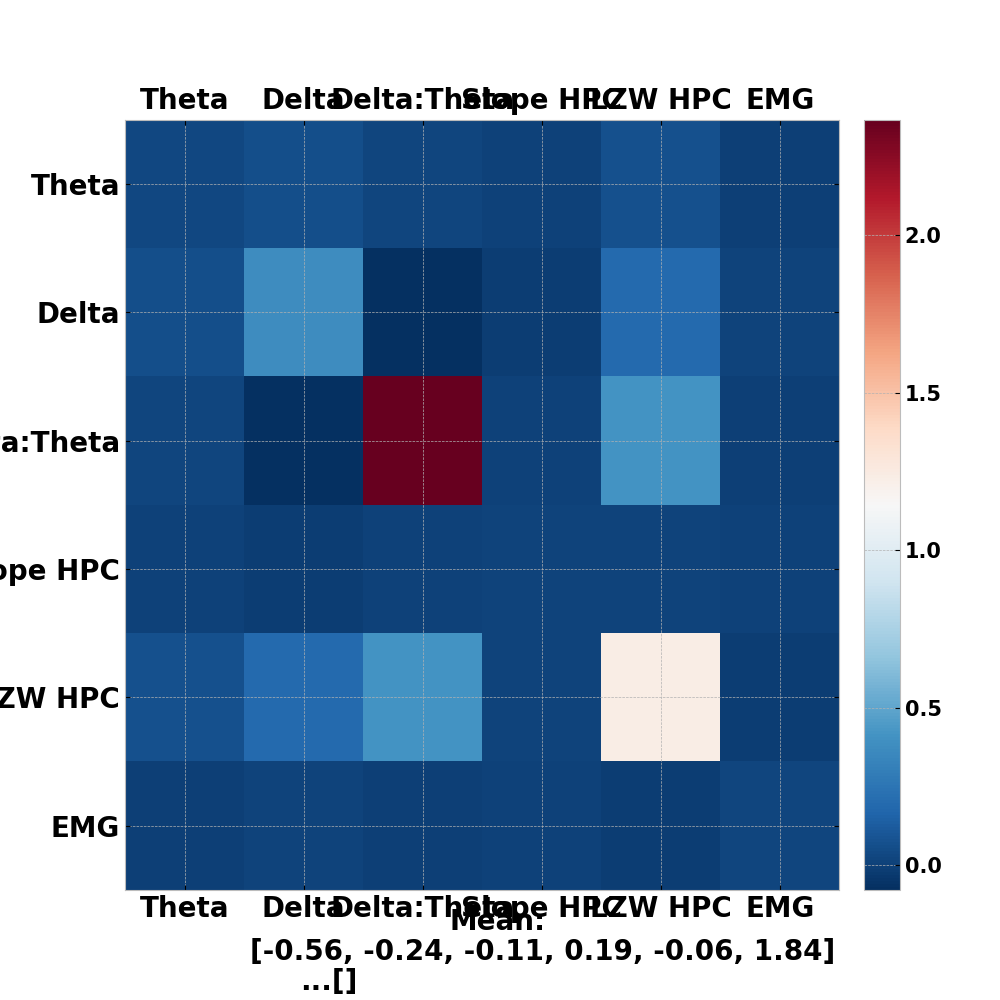 Theta Delta Delta:Theta Slope HPC LZW HPC EMG
Theta
Delta
a:Theta
ope HPC
ZW HPC
EMG
2.0
1.5
1.0
0.5
0.0
Theta Delta Delta:Theta Slope HPC LZW HPC EMG
Mean:
[-0.56, -0.24, -0.11, 0.19, -0.06, 1.84]
...[]